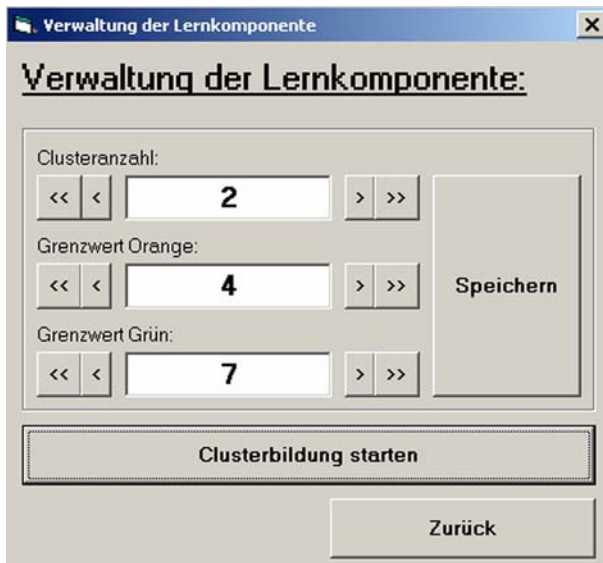 Verwaltung der Lernkomponente
Verwaltung der Lernkomponente:
Clusteranzahl:
<< < 2 > >>
Grenzwert Orange:
<< < 4 > >>
Speichern
Grenzwert Grün:
<< < 7 > >>
Clusterbildung starten
Zurück